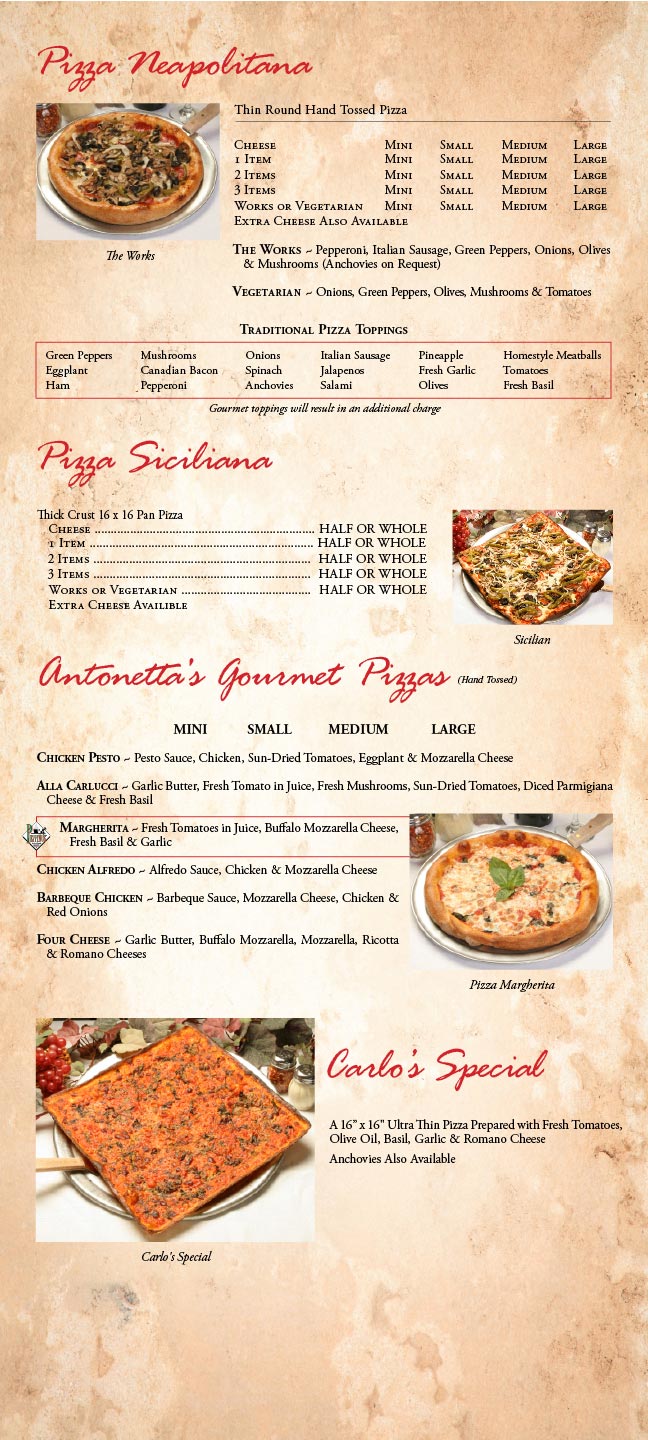 Pizza Neapolitana
Thin Round Hand Tossed Pizza
Cheese Mini Small Medium Large
1 Item Mini Small Medium Large
2 Items Mini Small Medium Large
3 Items Mini Small Medium Large
Works or Vegetarian Mini Small Medium Large
Extra Cheese Also Available
The Works
The Works ~ Pepperoni, Italian Sausage, Green Peppers, Onions, Olives
& Mushrooms (Anchovies on Request)
Vegetarian ~ Onions, Green Peppers, Olives, Mushrooms & Tomatoes
Traditional Pizza Toppings
Green Peppers Mushrooms Onions Italian Sausage Pineapple Homestyle Meatballs
Eggplant Canadian Bacon Spinach Jalapenos Fresh Garlic Tomatoes
Ham Pepperoni Anchovies Salami Olives Fresh Basil
Gourmet toppings will result in an additional charge
Pizza Siciliana
Thick Crust 16 x 16 Pan Pizza
Cheese ........ HALF OR WHOLE
1 Item ........ HALF OR WHOLE
2 Items ........ HALF OR WHOLE
3 Items ........ HALF OR WHOLE
Works or Vegetarian ........ HALF OR WHOLE
Extra Cheese Availible
Sicilian
Antonetta's Gourmet Pizzas (Hand Tossed)
MINI SMALL MEDIUM LARGE
Chicken Pesto ~ Pesto Sauce, Chicken, Sun-Dried Tomatoes, Eggplant & Mozzarella Cheese
Alla Carlucci ~ Garlic Butter, Fresh Tomato in Juice, Fresh Mushrooms, Sun-Dried Tomatoes, Diced Parmigiana
Cheese & Fresh Basil
Margherita ~ Fresh Tomatoes in Juice, Buffalo Mozzarella Cheese,
Fresh Basil & Garlic
Chicken Alfredo ~ Alfredo Sauce, Chicken & Mozzarella Cheese
Barbeque Chicken ~ Barbeque Sauce, Mozzarella Cheese, Chicken &
Red Onions
Four Cheese ~ Garlic Butter, Buffalo Mozzarella, Mozzarella, Ricotta
& Romano Cheeses
Pizza Margherita
Carlo's Special
A 16" x 16" Ultra Thin Pizza Prepared with Fresh Tomatoes,
Olive Oil, Basil, Garlic & Romano Cheese
Anchovies Also Available
Carlo's Special